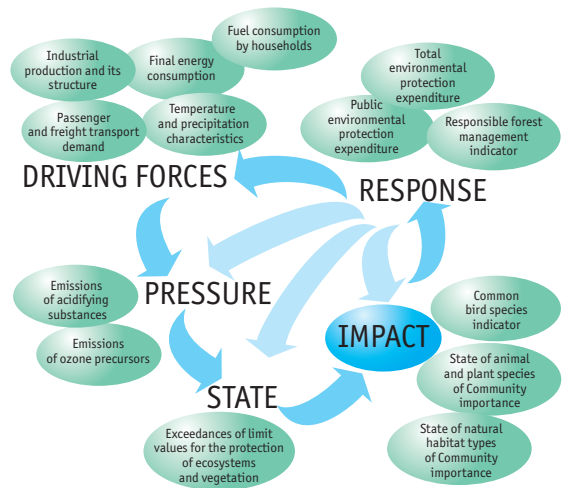 Fuel consumption
by households
Final energy
consumption
Industrial
production and its
structure
Passenger
and freight transport
demand
Temperature
and precipitation
characteristics
Total
environmental
protection
expenditure
Public
environmental
protection
expenditure
Responsible forest
management
indicator
DRIVING FORCES
RESPONSE
Emissions
of acidifying
substances
PRESSURE
Emissions
of ozone precursors
IMPACT
Common
bird species
indicator
State of animal
and plant species
of Community
importance
STATE
Exceedances of limit
values for the protection
of ecosystems
and vegetation
State of natural
habitat types
of Community
importance